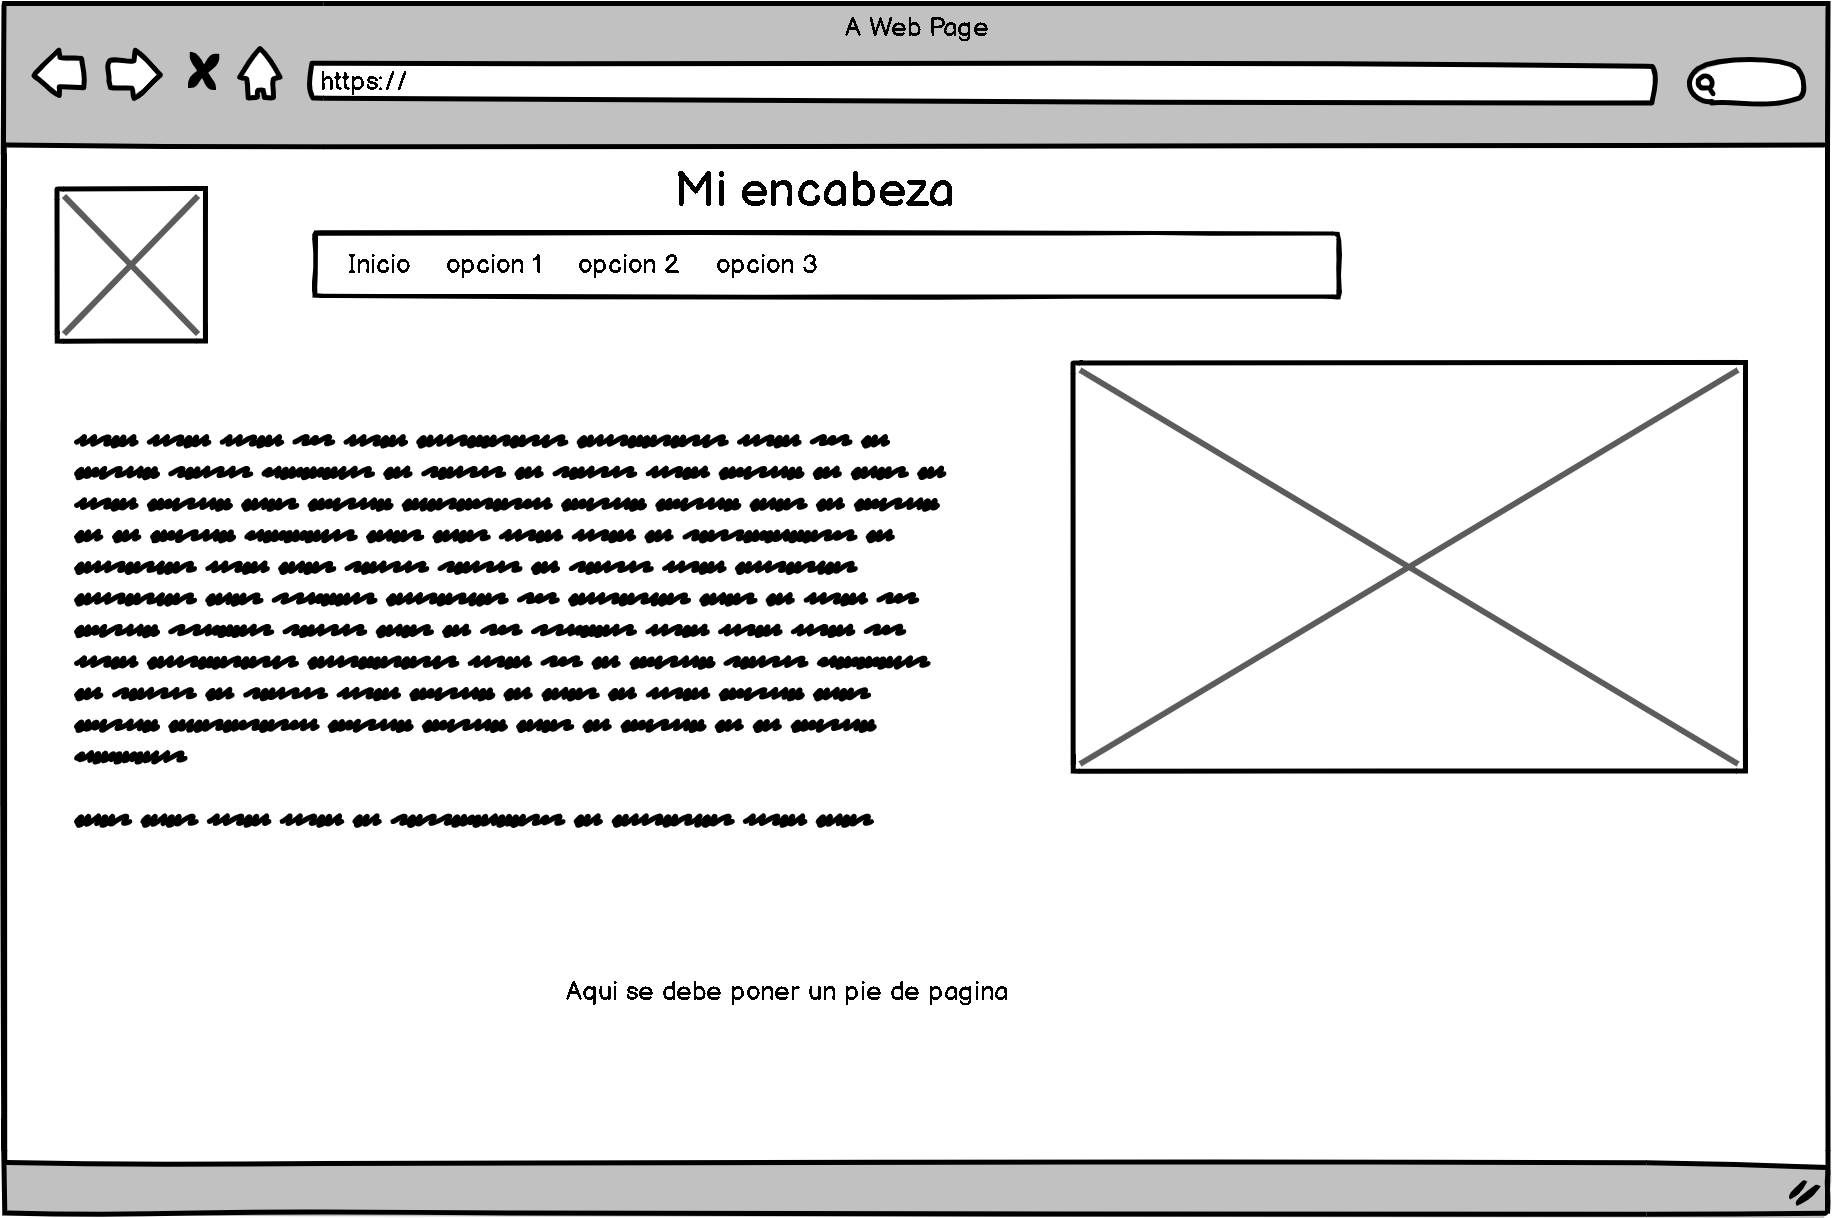 A Web Page
https://
Mi encabeza
Inicio opcion 1 opcion 2 opcion 3
Aqui se debe poner un pie de pagina